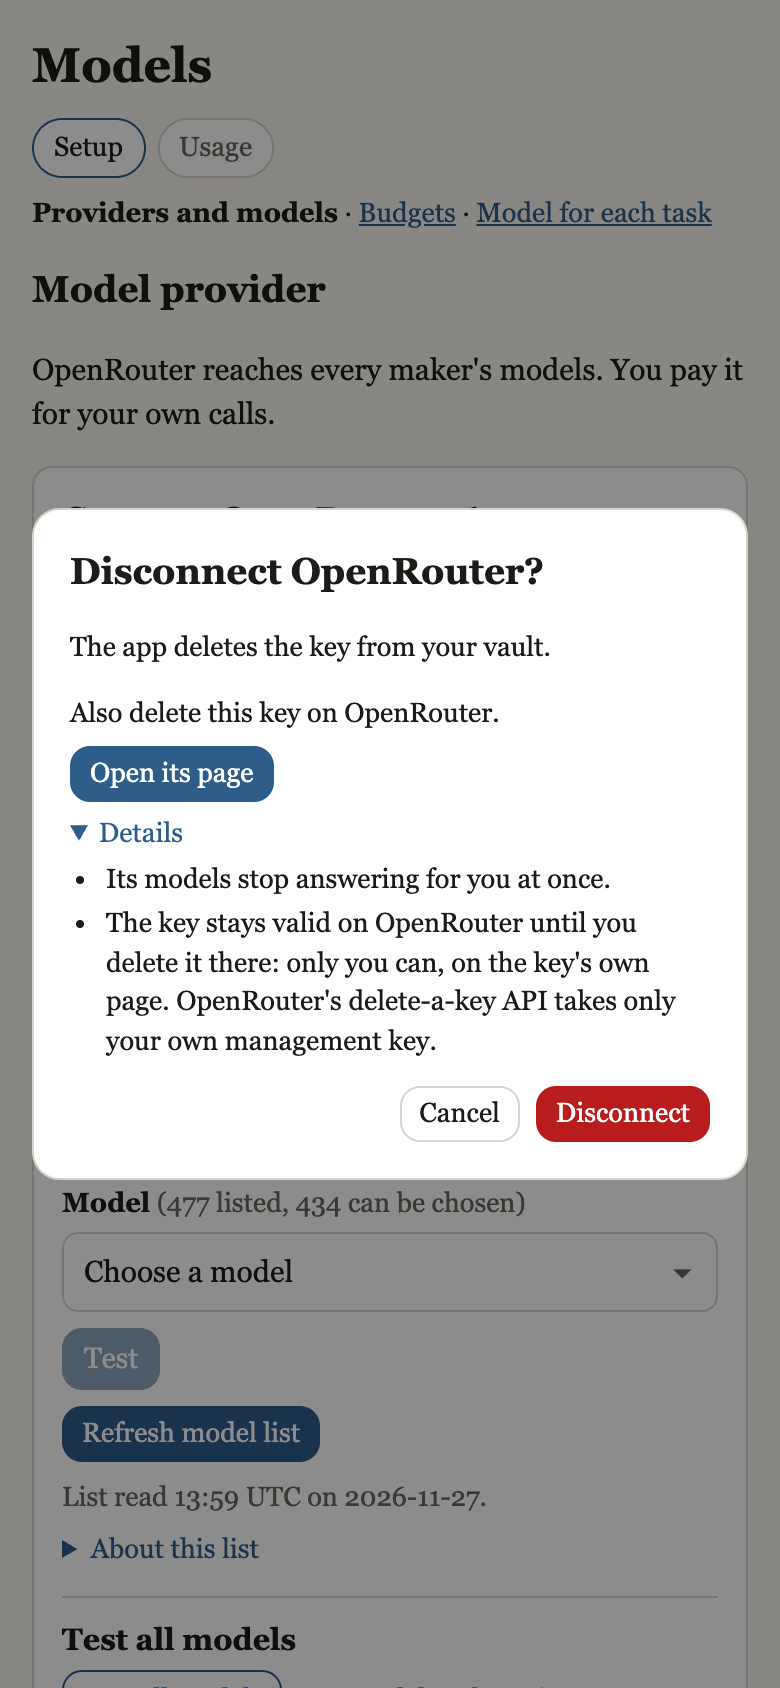 Models
Setup
Usage
Providers and models · Budgets · Model for each task
Model provider
OpenRouter reaches every maker's models. You pay it
for your own calls.
Disconnect OpenRouter?
The app deletes the key from your vault.
Also delete this key on OpenRouter.
Open its page
▼ Details
• Its models stop answering for you at once.
• The key stays valid on OpenRouter until you
delete it there: only you can, on the key's own
page. OpenRouter's delete-a-key API takes only
your own management key.
Cancel
Disconnect
Model (477 listed, 434 can be chosen)
Choose a model
Test
Refresh model list
List read 13:59 UTC on 2026-11-27.
▶ About this list
Test all models